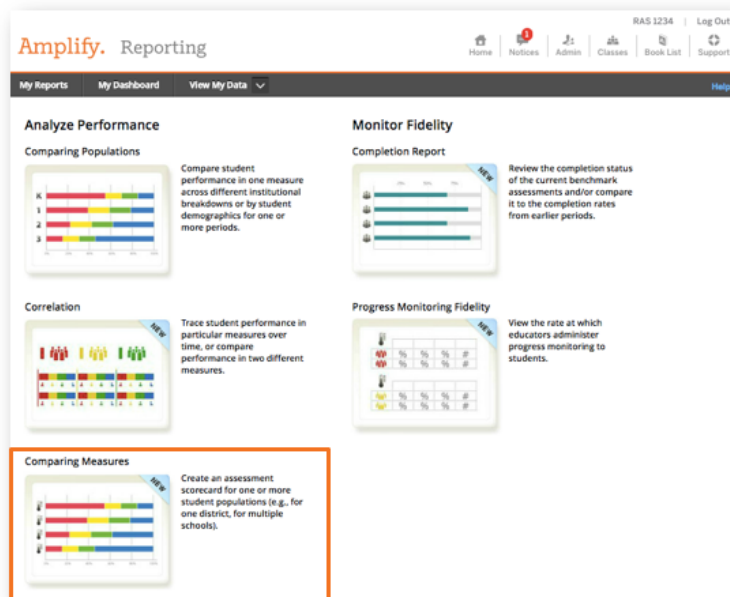 RAS 1234 | Log Out
Amplify. Reporting
1
Home
Notices
Admin
Classes
Book List
Support
My Reports
My Dashboard
View My Data
Help
Analyze Performance
Comparing Populations
K
1
2
3
Compare student
performance in one measure
across different institutional
breakdowns or by student
demographics for one or
more periods.
Correlation
NEW
Trace student performance in
particular measures over
time, or compare
performance in two different
measures.
Comparing Measures
NEW
Create an assessment
scorecard for one or more
student populations (e.g., for
one district, for multiple
schools).
Monitor Fidelity
Completion Report
NEW
Review the completion status
of the current benchmark
assessments and/or compare
it to the completion rates
from earlier periods.
Progress Monitoring Fidelity
NEW
% % % #
% % % #
% % % #
% % % #
View the rate at which
educators administer
progress monitoring to
students.